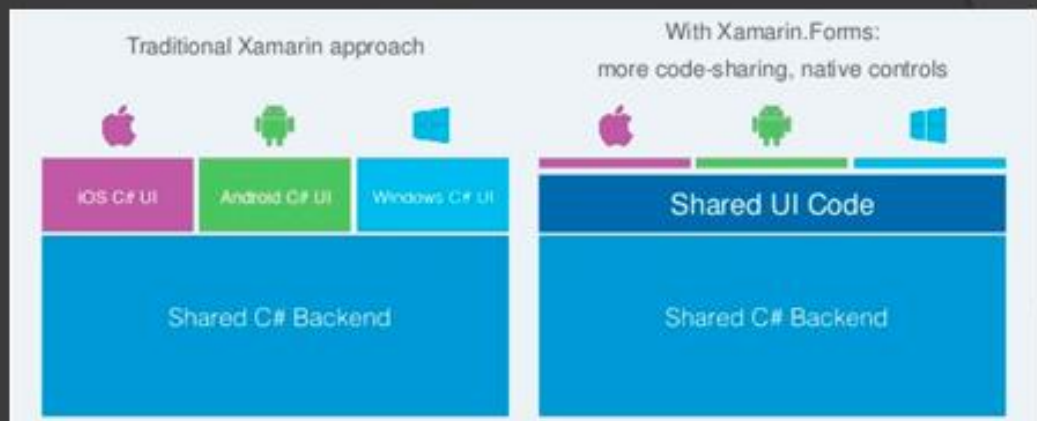 Traditional Xamarin approach
iOS C# UI
Android C# UI
Windows C# UI
Shared C# Backend
With Xamarin.Forms:
more code-sharing, native controls
Shared UI Code
Shared C# Backend